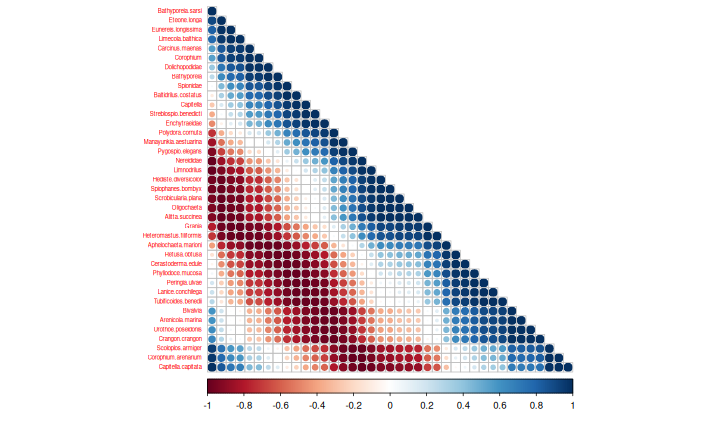 Bathyporeia.sarsi
Eteone.longa
Eunereis.longissima
Limecola.balthica
Carcinus.maenas
Corophium
Dolichopodidae
Bathyporeia
Spionidae
Baltidrilus.costatus
Capitella
Streblospio.benedicti
Enchytraeidae
Polydora.cornuta
Manayunkia.aestuarina
Pygospio.elegans
Nereididae
Limnodrilus
Hediste.diversicolor
Spiophanes.bombyx
Scrobicularia.plana
Oligochaeta
Alitta.succinea
Grania
Heteromastus.filiformis
Aphelochaeta.marioni
Retusa.obtusa
Cerastoderma.edule
Phyllodoce.mucosa
Peringia.ulvae
Lanice.conchilega
Tubificoides.benedii
Bivalvia
Arenicola.marina
Urothoe.poseidonis
Crangon.crangon
Scoloplos.armiger
Corophium.arenarium
Capitella.capitata
-1 -0.8 -0.6 -0.4 -0.2 0 0.2 0.4 0.6 0.8 1